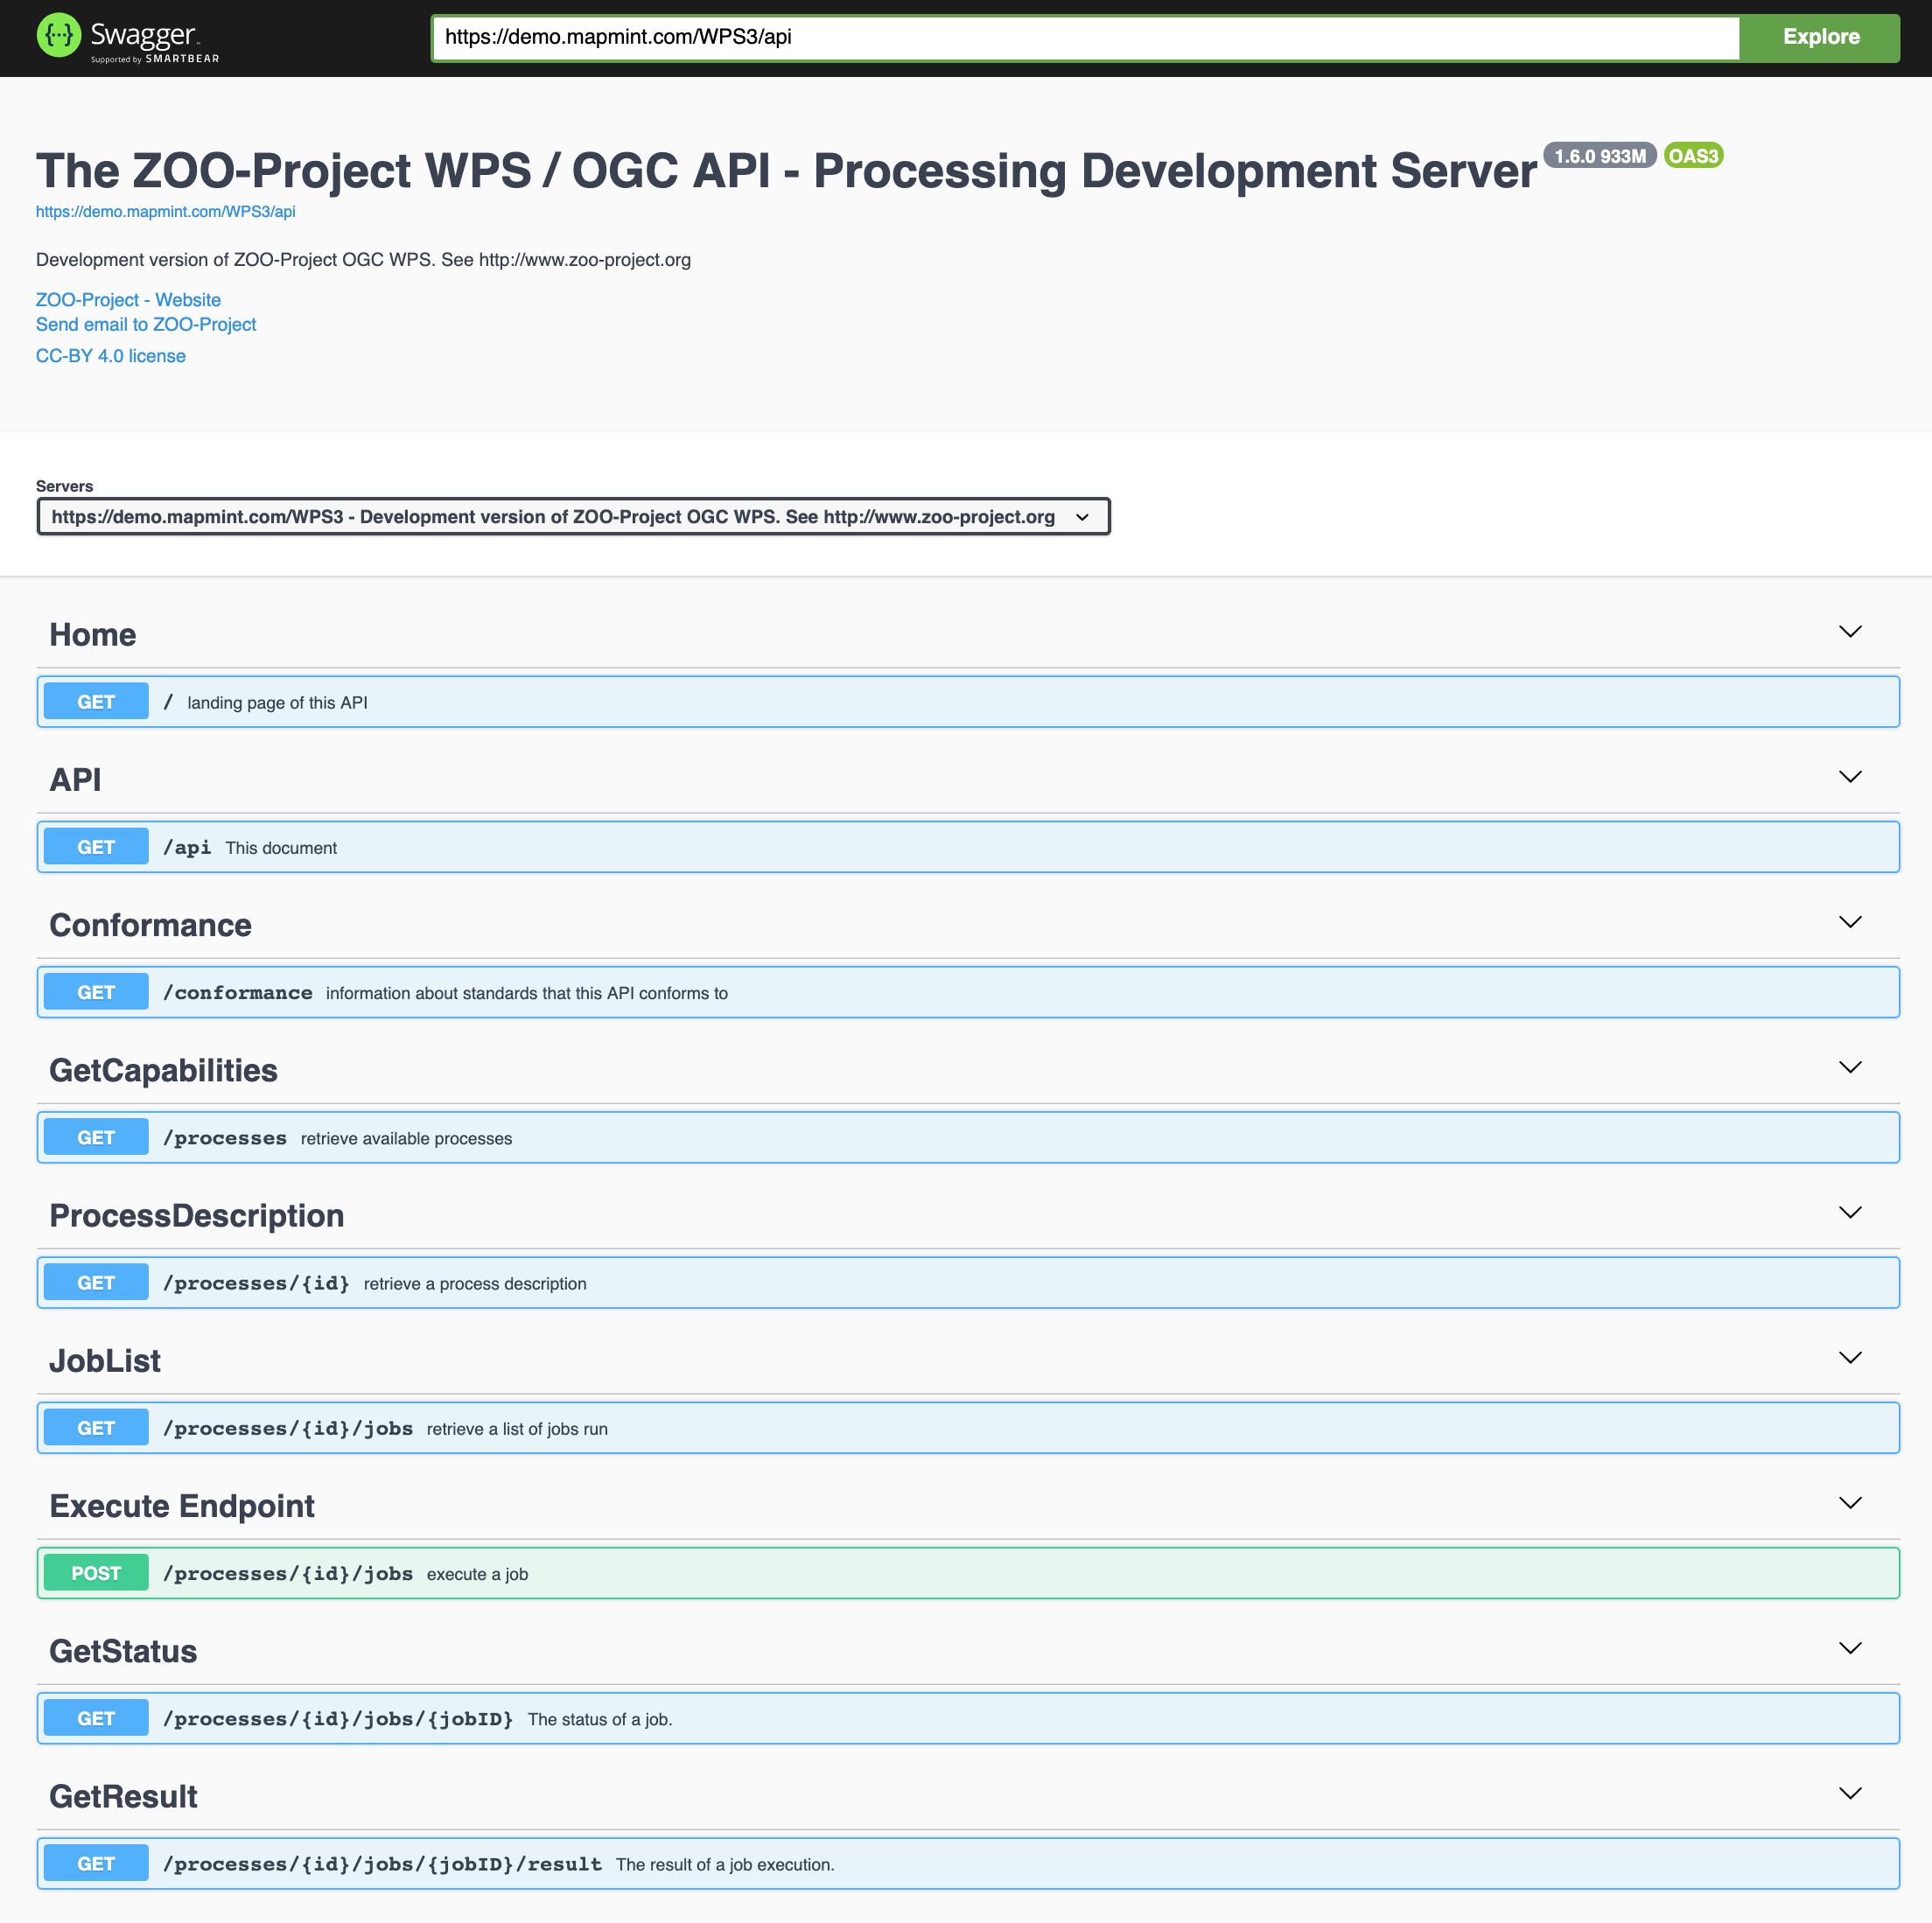 Swagger™
Supported by SMARTBEAR
https://demo.mapmint.com/WPS3/api
Explore
The ZOO-Project WPS / OGC API - Processing Development Server 1.6.0 933M OAS3
https://demo.mapmint.com/WPS3/api
Development version of ZOO-Project OGC WPS. See http://www.zoo-project.org
ZOO-Project - Website
Send email to ZOO-Project
CC-BY 4.0 license
Servers
https://demo.mapmint.com/WPS3 - Development version of ZOO-Project OGC WPS. See http://www.zoo-project.org
Home
GET / landing page of this API
API
GET /api This document
Conformance
GET /conformance information about standards that this API conforms to
GetCapabilities
GET /processes retrieve available processes
ProcessDescription
GET /processes/{id} retrieve a process description
JobList
GET /processes/{id}/jobs retrieve a list of jobs run
Execute Endpoint
POST /processes/{id}/jobs execute a job
GetStatus
GET /processes/{id}/jobs/{jobID} The status of a job.
GetResult
GET /processes/{id}/jobs/{jobID}/result The result of a job execution.